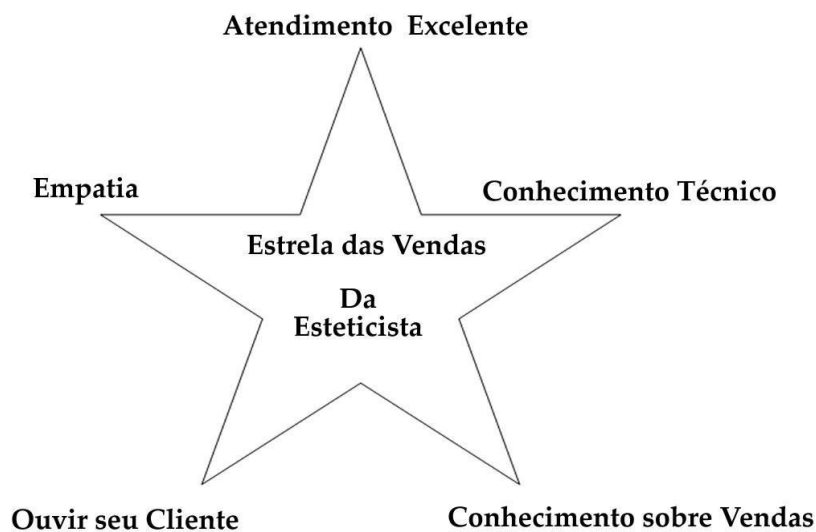 Atendimento Excelente
Empatia
Conhecimento Técnico
Estrela das Vendas
Da
Esteticista
Ouvir seu Cliente
Conhecimento sobre Vendas